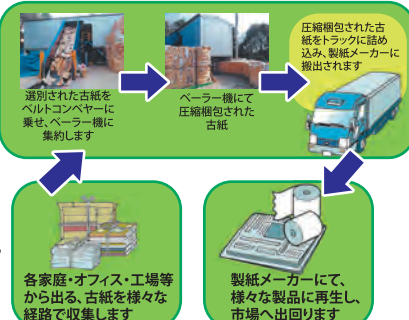 選別された古紙を
ベルトコンベヤーに
乗せ、ベーラー機に
集約します
ベーラー機にて
圧縮梱包された
古紙
圧縮梱包された古
紙をトラックに詰め
込み、製紙メーカーに
搬出されます
各家庭・オフィス・工場等
から出る、古紙を様々な
経路で収集します
製紙メーカーにて、
様々な製品に再生し、
市場へ出回ります